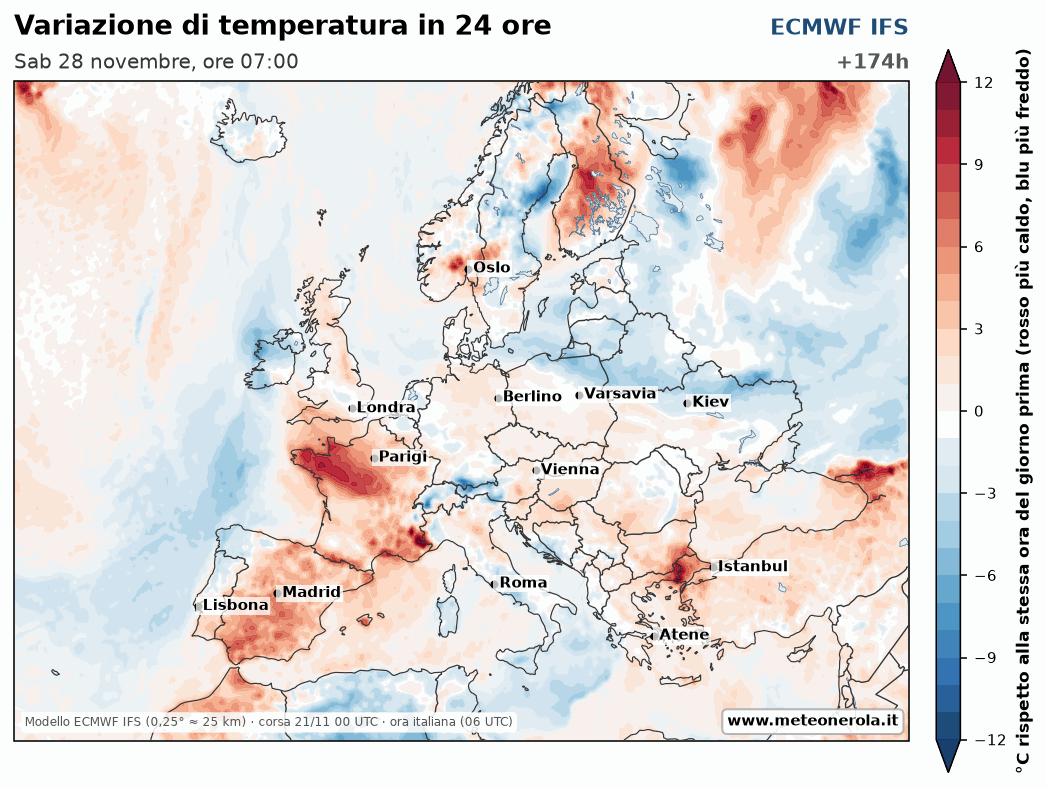 Variazione di temperatura in 24 ore
ECMWF IFS
Sab 28 novembre, ore 07:00
+174h
Oslo
Londra
Berlino
Varsavia
Kiev
Parigi
Vienna
Madrid
Lisbona
Roma
Istanbul
Atene
Modello ECMWF IFS (0,25° ≈ 25 km) · corsa 21/11 00 UTC · ora italiana (06 UTC)
www.meteonerola.it
12
9
6
3
0
−3
−6
−9
−12
°C rispetto alla stessa ora del giorno prima (rosso più caldo, blu più freddo)